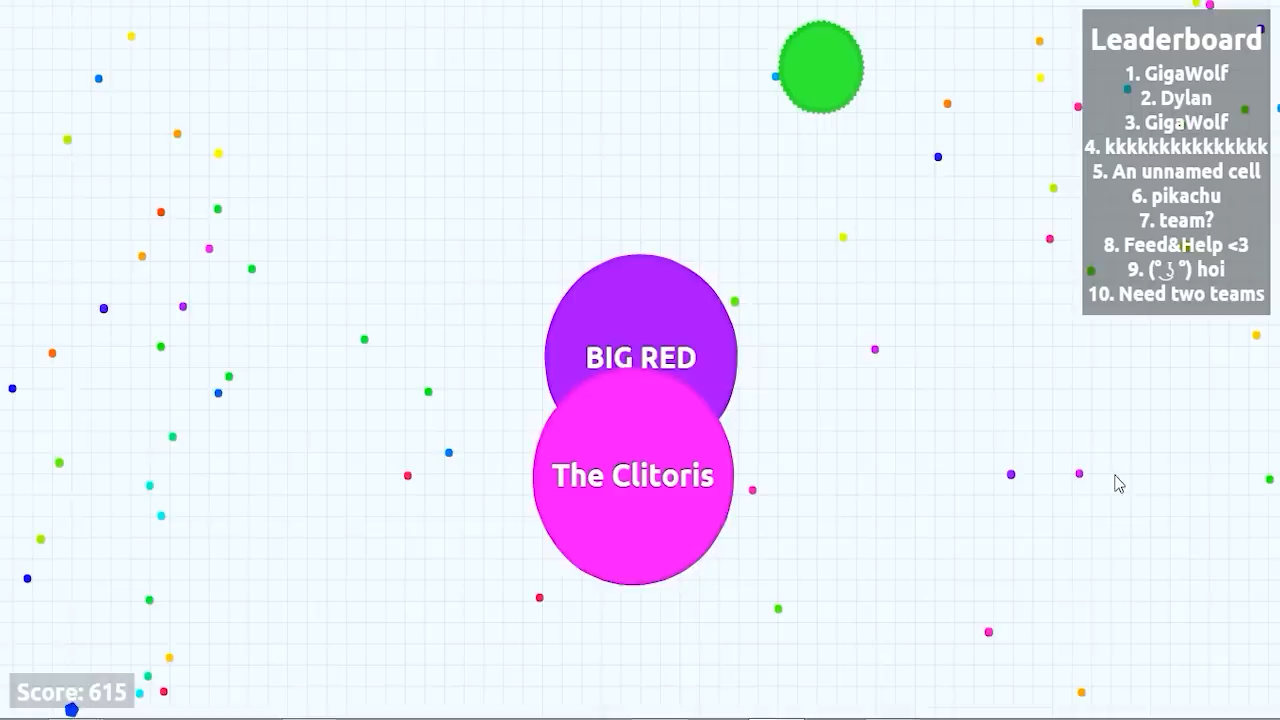 Leaderboard
1. GigaWolf
2. Dylan
3. GigaWolf
4. kkkkkkkkkkkkkkk
5. An unnamed cell
6. pikachu
7. team?
8. Feed&Help <3
9. (͡° ͜ʖ ͡°) hoi
10. Need two teams
BIG RED
The Clitoris
Score: 615